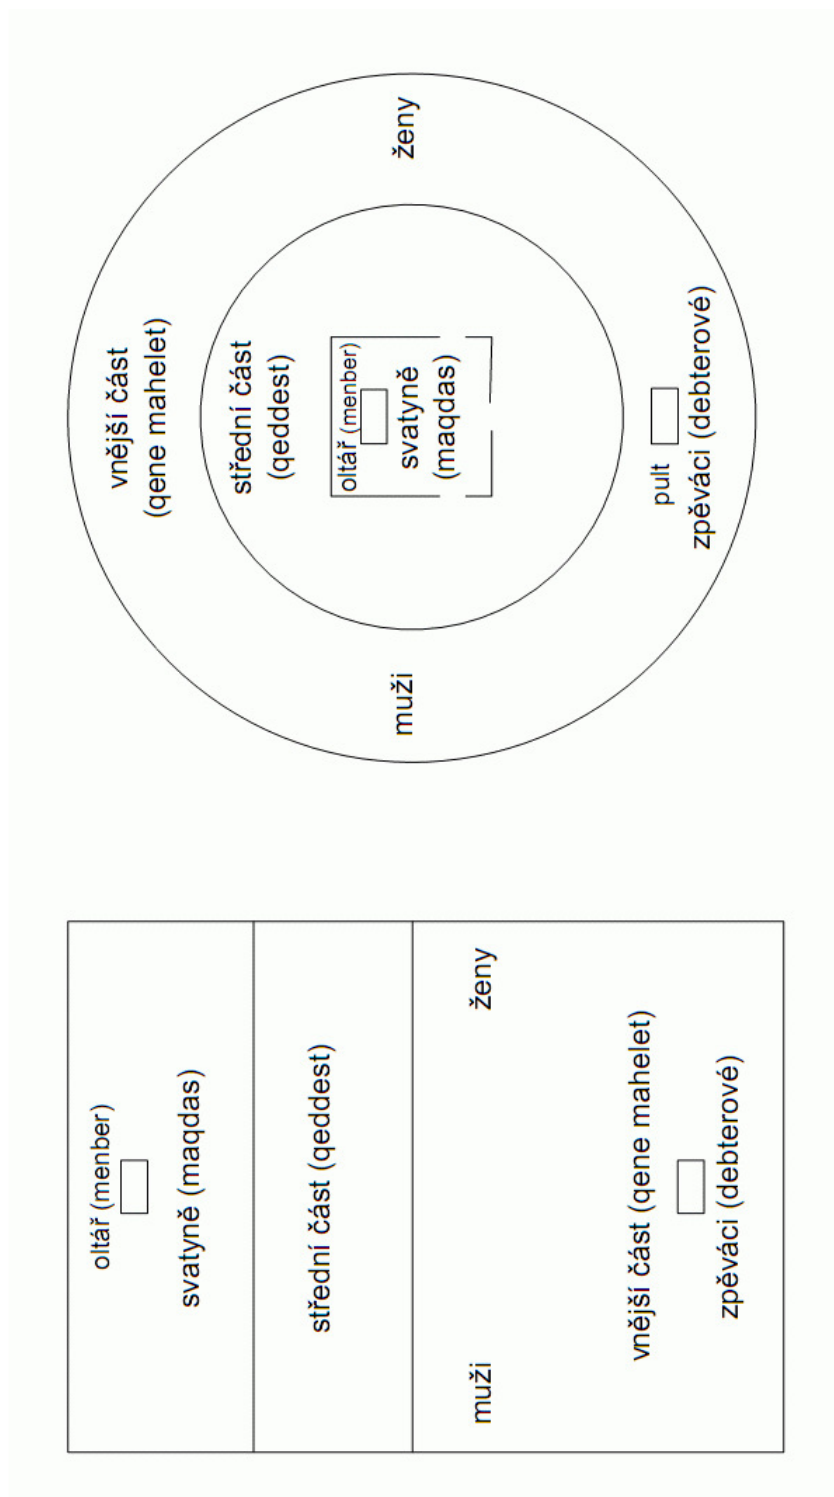 oltář (menber)
svatyně (maqdas)
střední část (qeddest)
muži
ženy
vnější část (qene mahelet)
zpěváci (debterové)
vnější část
(qene mahelet)
střední část
(qeddest)
oltář (menber)
svatyně
(maqdas)
muži
ženy
pult
zpěváci (debterové)